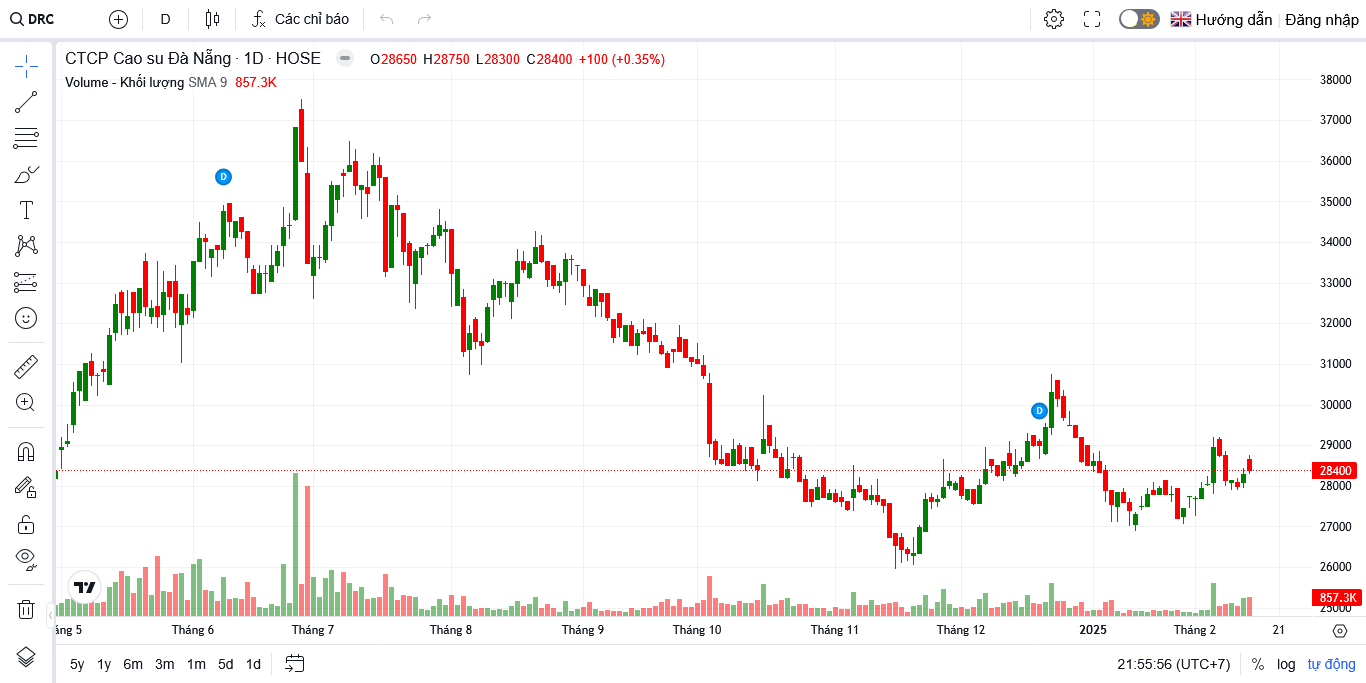 DRC D Các chỉ báo Hướng dẫn Đăng nhập
CTCP Cao su Đà Nẵng · 1D · HOSE O28650 H28750 L28300 C28400 +100 (+0.35%)
Volume - Khối lượng SMA 9 857.3K
38000
37000
36000
D
35000
34000
33000
32000
31000
30000
D
29000
28400
28000
27000
26000
857.3K
25000
áng 5 Tháng 6 Tháng 7 Tháng 8 Tháng 9 Tháng 10 Tháng 11 Tháng 12 2025 Tháng 2 21
5y 1y 6m 3m 1m 5d 1d 21:55:56 (UTC+7) % log tự động